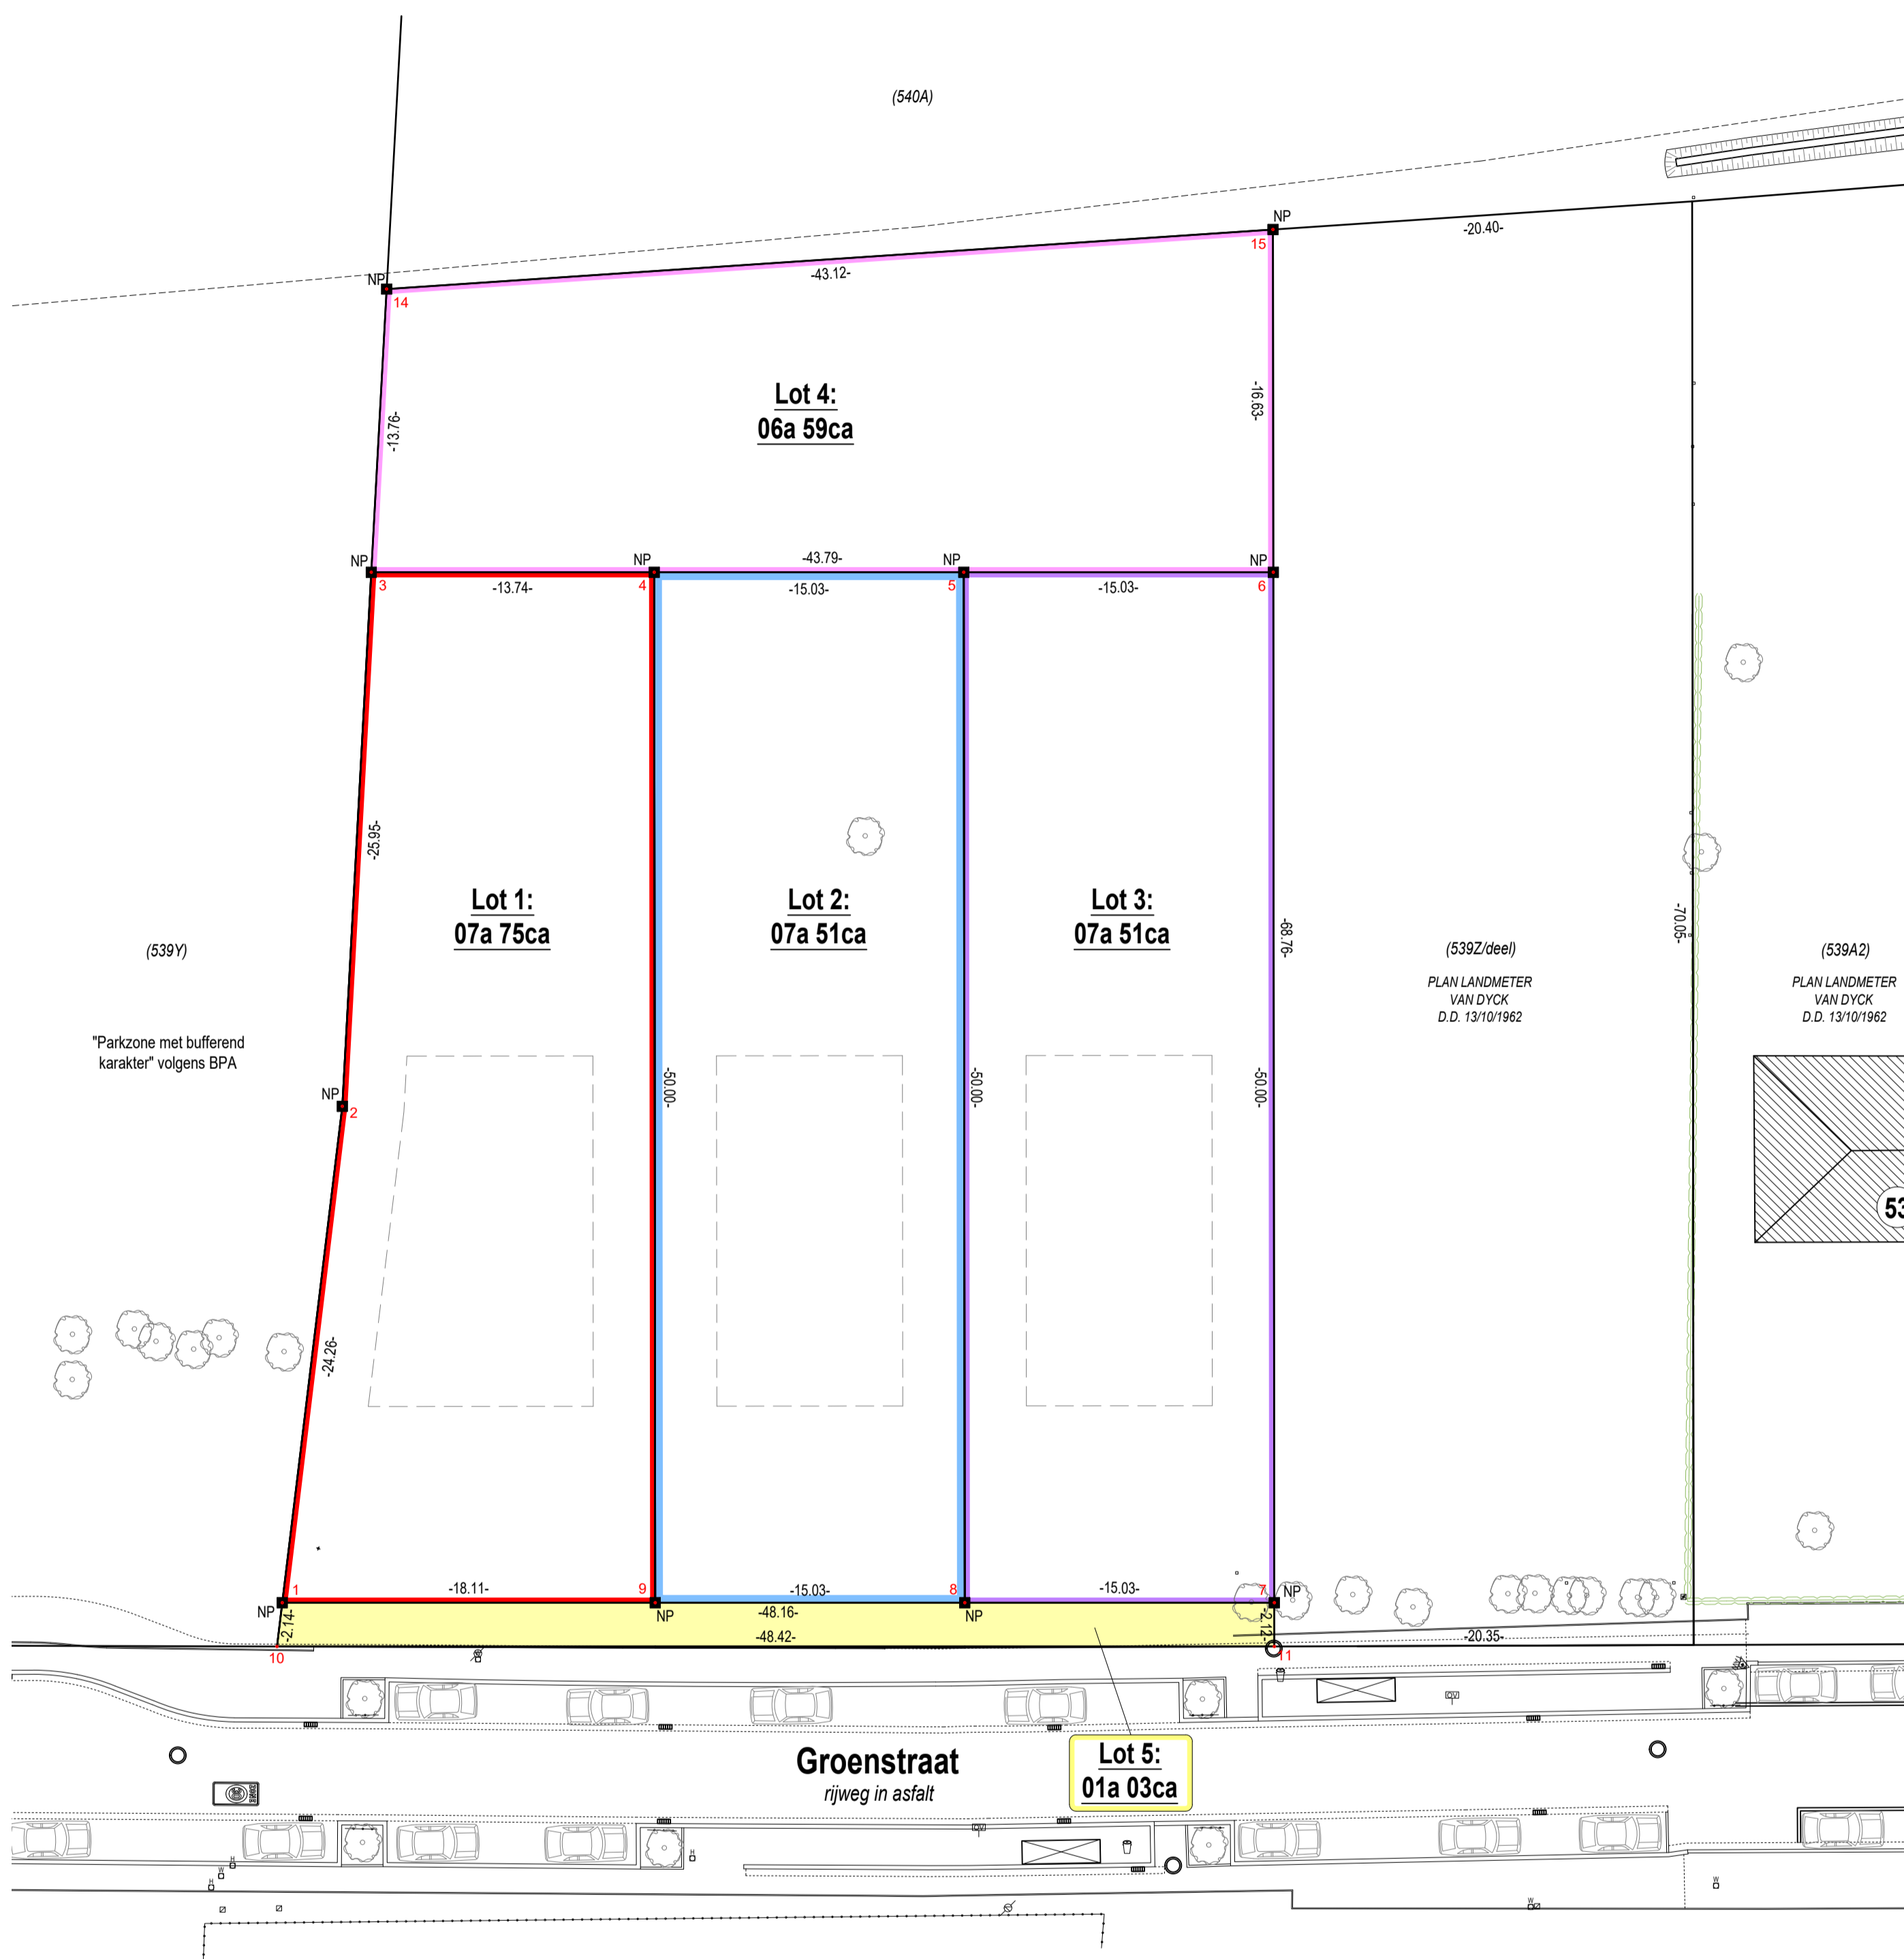 (540A)
NP
15
-20.40-
-43.12-
NP
14
Lot 4:
06a 59ca
-16.63-
-13.76-
NP
NP
-43.79-
NP
NP
3
-13.74-
4
-15.03-
5
-15.03-
6
-25.95-
Lot 1:
07a 75ca
Lot 2:
07a 51ca
Lot 3:
07a 51ca
-68.76-
-70.05-
(539Y)
(539Z/deel)
(539A2)
PLAN LANDMETER
VAN DYCK
D.D. 13/10/1962
PLAN LANDMETER
VAN DYCK
D.D. 13/10/1962
"Parkzone met bufferend
karakter" volgens BPA
NP
2
-50.00-
-50.00-
-50.00-
53
-24.26-
1
-18.11-
9
-15.03-
8
-15.03-
7
NP
NP
NP
-48.16-
NP
-2.14-
-48.42-
-2.12-
-20.35-
10
11
OV
Groenstraat
rijweg in asfalt
Lot 5:
01a 03ca
ZONE
OV
H
W
H
H
W
W